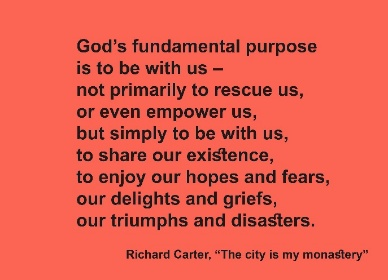 God's fundamental purpose
is to be with us –
not primarily to rescue us,
or even empower us,
but simply to be with us,
to share our existence,
to enjoy our hopes and fears,
our delights and griefs,
our triumphs and disasters.
Richard Carter, "The city is my monastery"